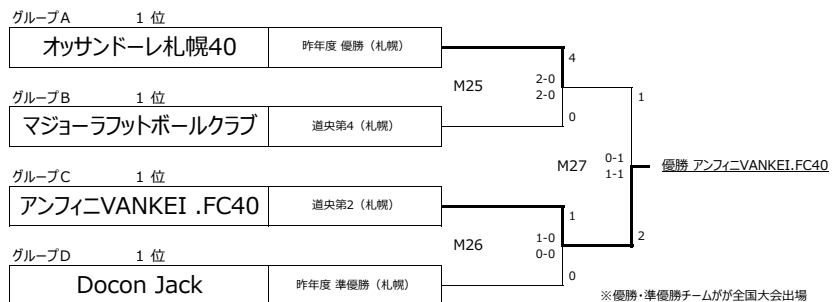 グループA 1 位
オッサンドーレ札幌40 昨年度 優勝（札幌）
4
M25 2-0
2-0
1
グループB 1 位
0
マジョーラフットボールクラブ 道央第4（札幌）
M27 0-1
1-1
優勝 アンフィニVANKEI.FC40
グループC 1 位
アンフィニVANKEI .FC40 道央第2（札幌）
1
M26 1-0
0-0
2
グループD 1 位
0
Docon Jack 昨年度 準優勝（札幌）
※優勝・準優勝チームがが全国大会出場